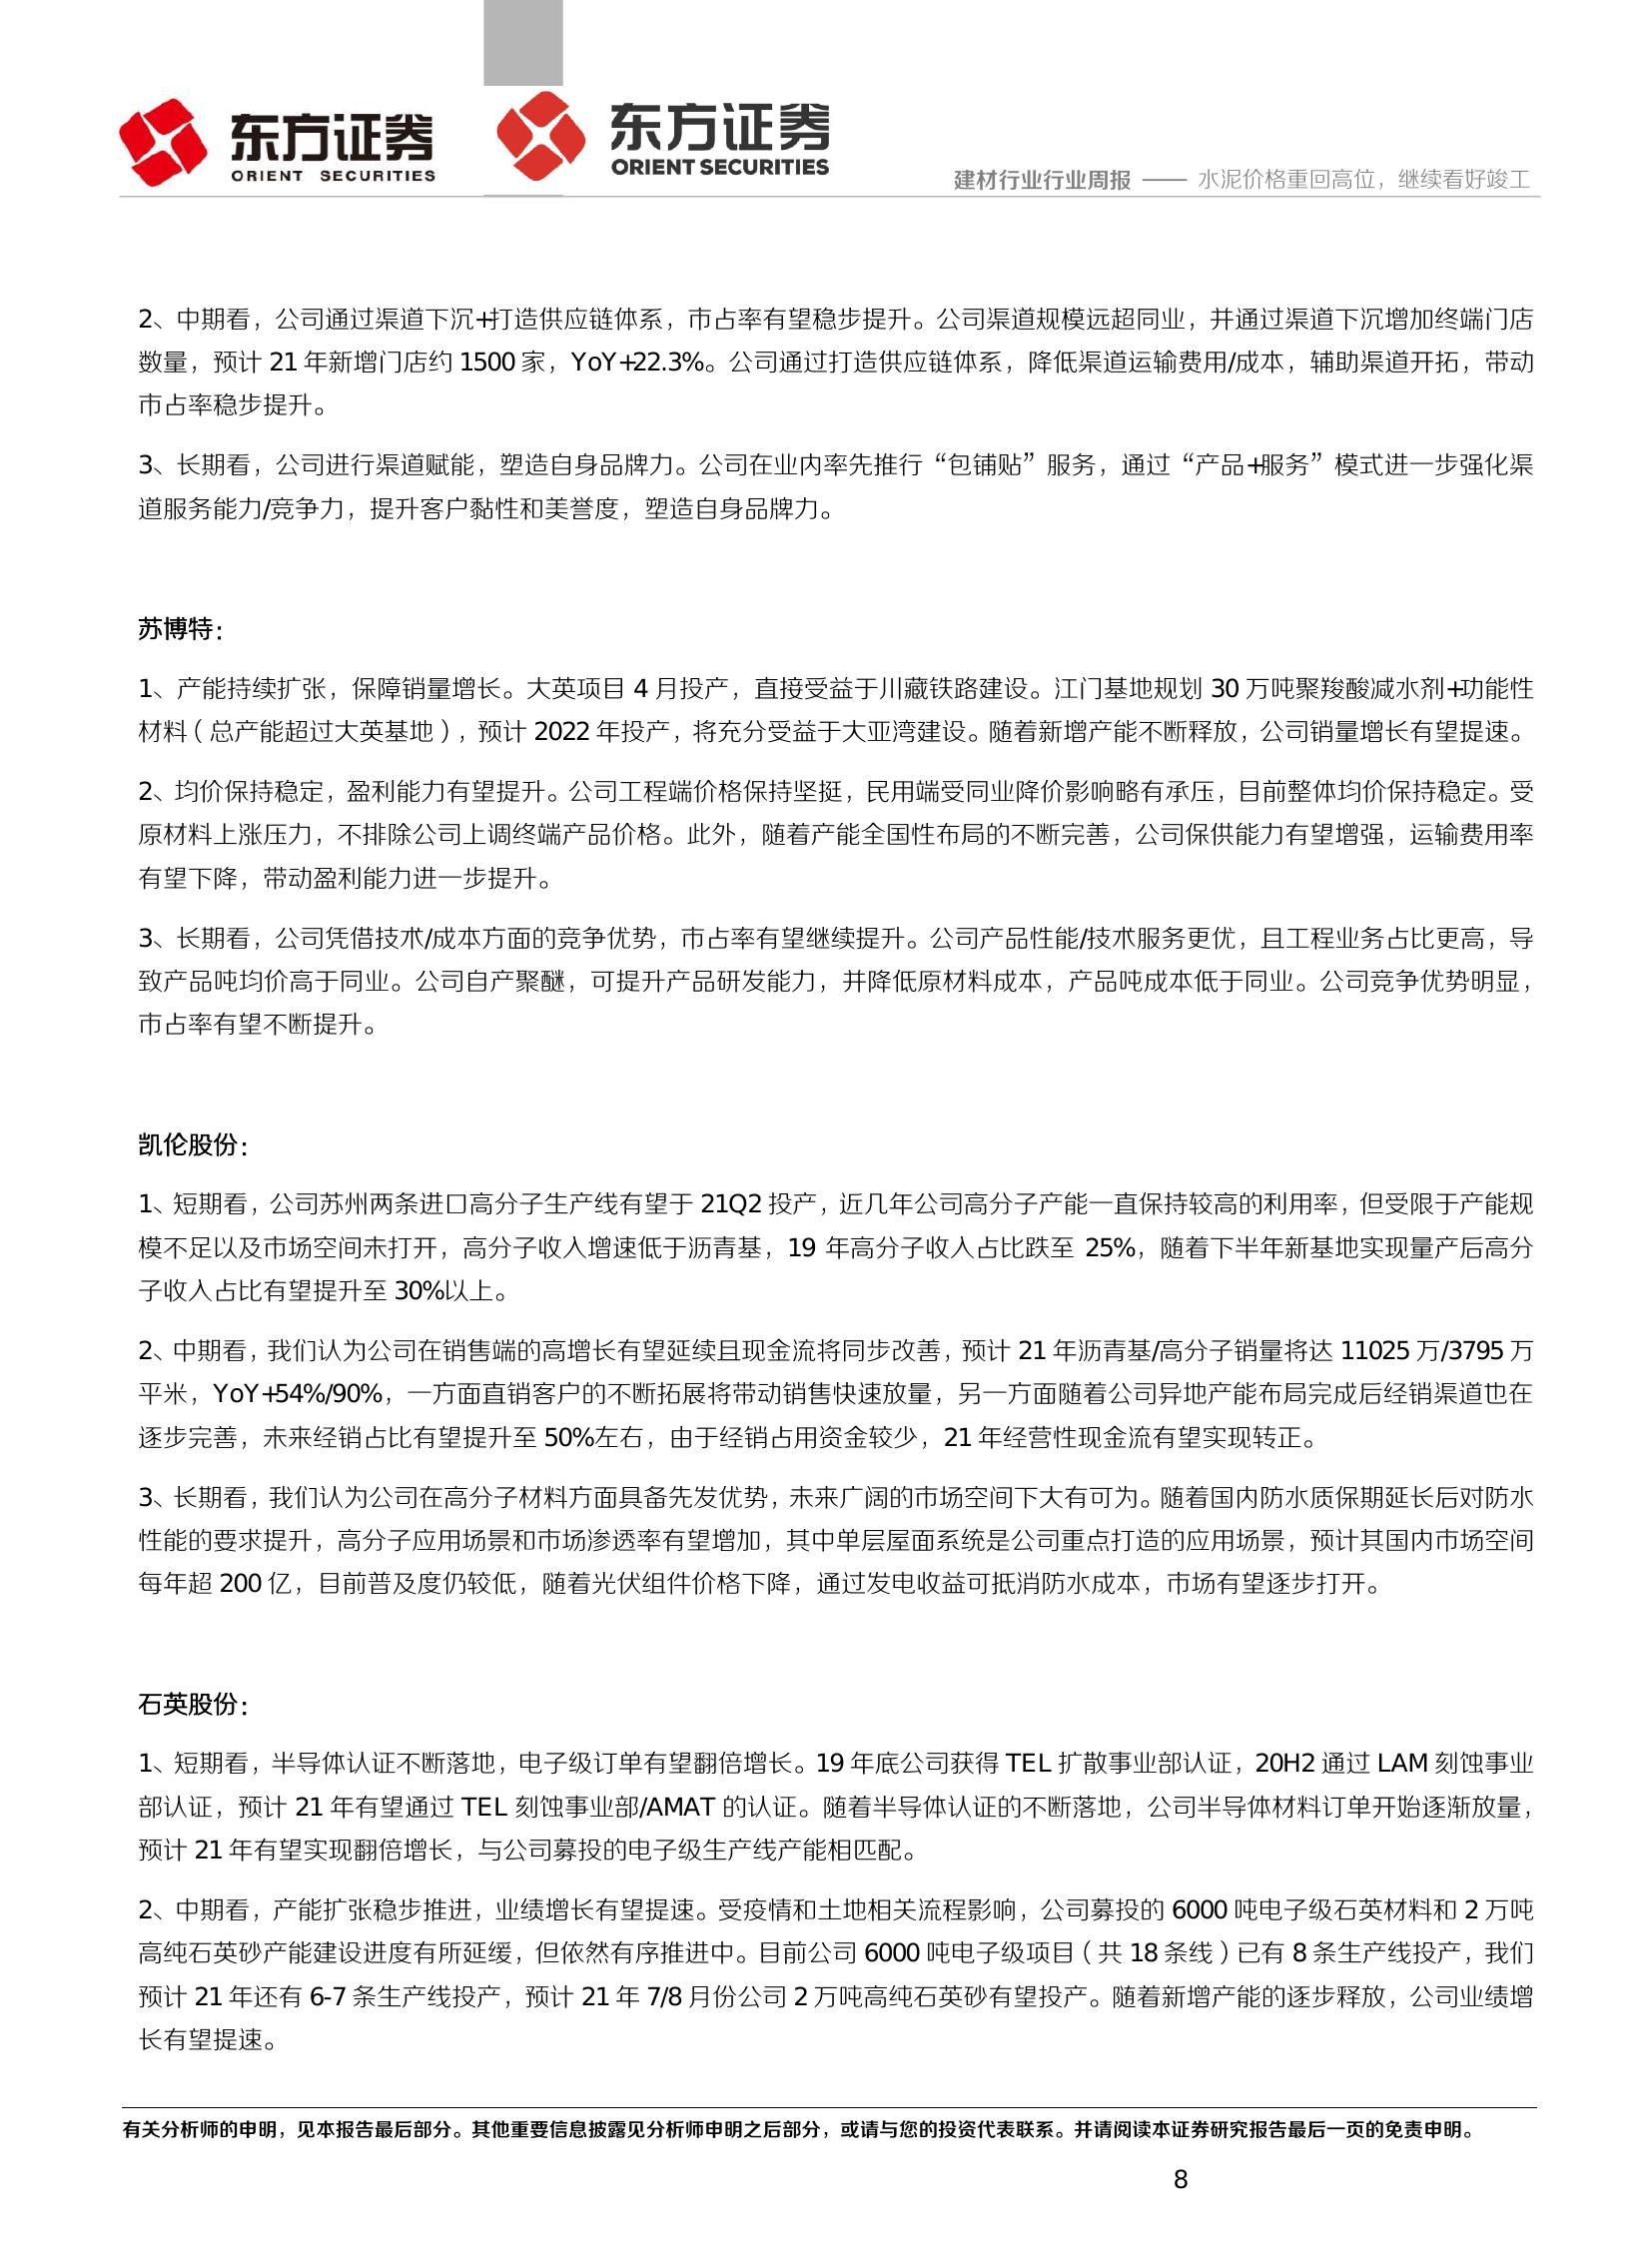 东方证券
ORIENT SECURITIES
东方证券
ORIENT SECURITIES
建材行业行业周报 —— 水泥价格重回高位，继续看好竣工
2、中期看，公司通过渠道下沉+打造供应链体系，市占率有望稳步提升。公司渠道规模远超同业，并通过渠道下沉增加终端门店
数量，预计 21 年新增门店约 1500 家，YoY+22.3%。公司通过打造供应链体系，降低渠道运输费用/成本，辅助渠道开拓，带动
市占率稳步提升。
3、长期看，公司进行渠道赋能，塑造自身品牌力。公司在业内率先推行“包铺贴”服务，通过“产品+服务”模式进一步强化渠
道服务能力/竞争力，提升客户黏性和美誉度，塑造自身品牌力。
苏博特：
1、产能持续扩张，保障销量增长。大英项目 4 月投产，直接受益于川藏铁路建设。江门基地规划 30 万吨聚羧酸减水剂+功能性
材料（总产能超过大英基地），预计 2022 年投产，将充分受益于大亚湾建设。随着新增产能不断释放，公司销量增长有望提速。
2、均价保持稳定，盈利能力有望提升。公司工程端价格保持坚挺，民用端受同业降价影响略有承压，目前整体均价保持稳定。受
原材料上涨压力，不排除公司上调终端产品价格。此外，随着产能全国性布局的不断完善，公司保供能力有望增强，运输费用率
有望下降，带动盈利能力进一步提升。
3、长期看，公司凭借技术/成本方面的竞争优势，市占率有望继续提升。公司产品性能/技术服务更优，且工程业务占比更高，导
致产品吨均价高于同业。公司自产聚醚，可提升产品研发能力，并降低原材料成本，产品吨成本低于同业。公司竞争优势明显，
市占率有望不断提升。
凯伦股份：
1、短期看，公司苏州两条进口高分子生产线有望于 21Q2 投产，近几年公司高分子产能一直保持较高的利用率，但受限于产能规
模不足以及市场空间未打开，高分子收入增速低于沥青基，19 年高分子收入占比跌至 25%，随着下半年新基地实现量产后高分
子收入占比有望提升至 30%以上。
2、中期看，我们认为公司在销售端的高增长有望延续且现金流将同步改善，预计 21 年沥青基/高分子销量将达 11025 万/3795 万
平米，YoY+54%/90%，一方面直销客户的不断拓展将带动销售快速放量，另一方面随着公司异地产能布局完成后经销渠道也在
逐步完善，未来经销占比有望提升至 50%左右，由于经销占用资金较少，21 年经营性现金流有望实现转正。
3、长期看，我们认为公司在高分子材料方面具备先发优势，未来广阔的市场空间下大有可为。随着国内防水质保期延长后对防水
性能的要求提升，高分子应用场景和市场渗透率有望增加，其中单层屋面系统是公司重点打造的应用场景，预计其国内市场空间
每年超 200 亿，目前普及度仍较低，随着光伏组件价格下降，通过发电收益可抵消防水成本，市场有望逐步打开。
石英股份：
1、短期看，半导体认证不断落地，电子级订单有望翻倍增长。19 年底公司获得 TEL 扩散事业部认证，20H2 通过 LAM 刻蚀事业
部认证，预计 21 年有望通过 TEL 刻蚀事业部/AMAT 的认证。随着半导体认证的不断落地，公司半导体材料订单开始逐渐放量，
预计 21 年有望实现翻倍增长，与公司募投的电子级生产线产能相匹配。
2、中期看，产能扩张稳步推进，业绩增长有望提速。受疫情和土地相关流程影响，公司募投的 6000 吨电子级石英材料和 2 万吨
高纯石英砂产能建设进度有所延缓，但依然有序推进中。目前公司 6000 吨电子级项目（共 18 条线）已有 8 条生产线投产，我们
预计 21 年还有 6-7 条生产线投产，预计 21 年 7/8 月份公司 2 万吨高纯石英砂有望投产。随着新增产能的逐步释放，公司业绩增
长有望提速。
有关分析师的申明，见本报告最后部分。其他重要信息披露见分析师申明之后部分，或请与您的投资代表联系。并请阅读本证券研究报告最后一页的免责申明。
8